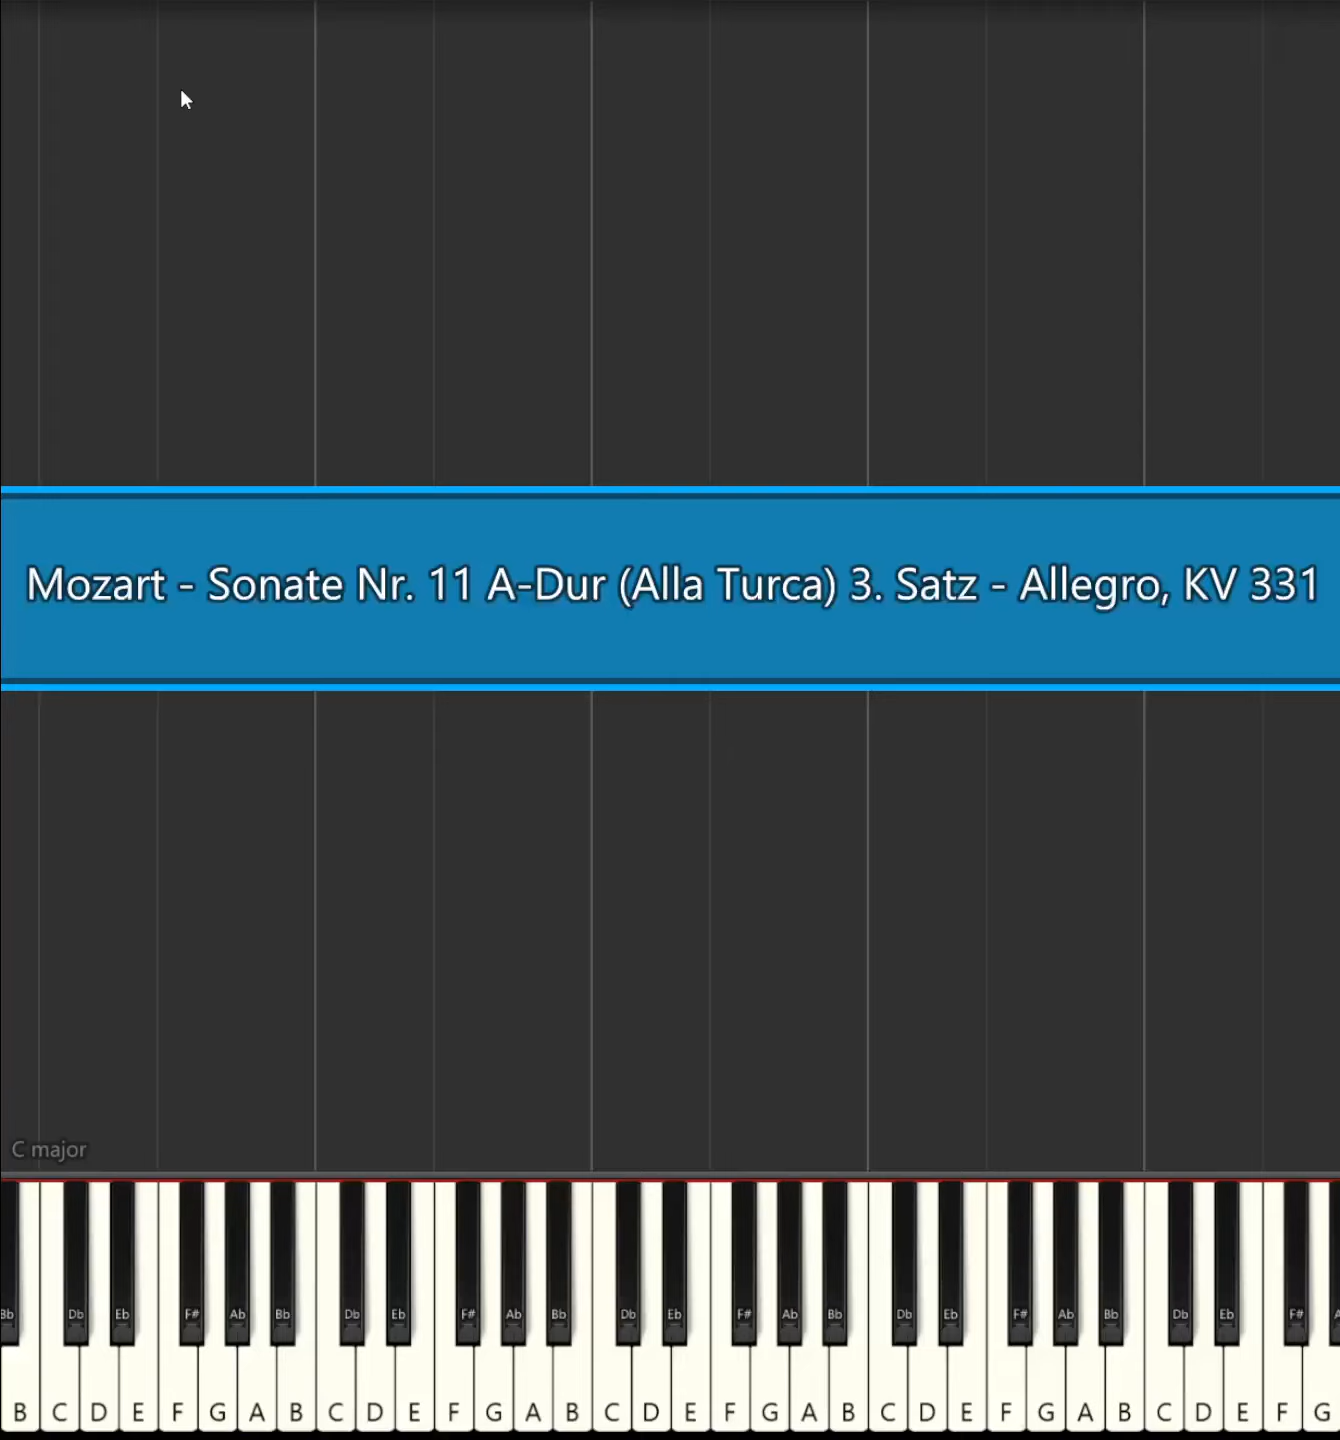 Mozart - Sonate Nr. 11 A-Dur (Alla Turca) 3. Satz - Allegro, KV 331
C major
Bb Db Eb F# Ab Bb Db Eb F# Ab Bb Db Eb F# Ab Bb Db Eb F# Ab Bb Db Eb F#
B C D E F G A B C D E F G A B C D E F G A B C D E F G A B C D E F G